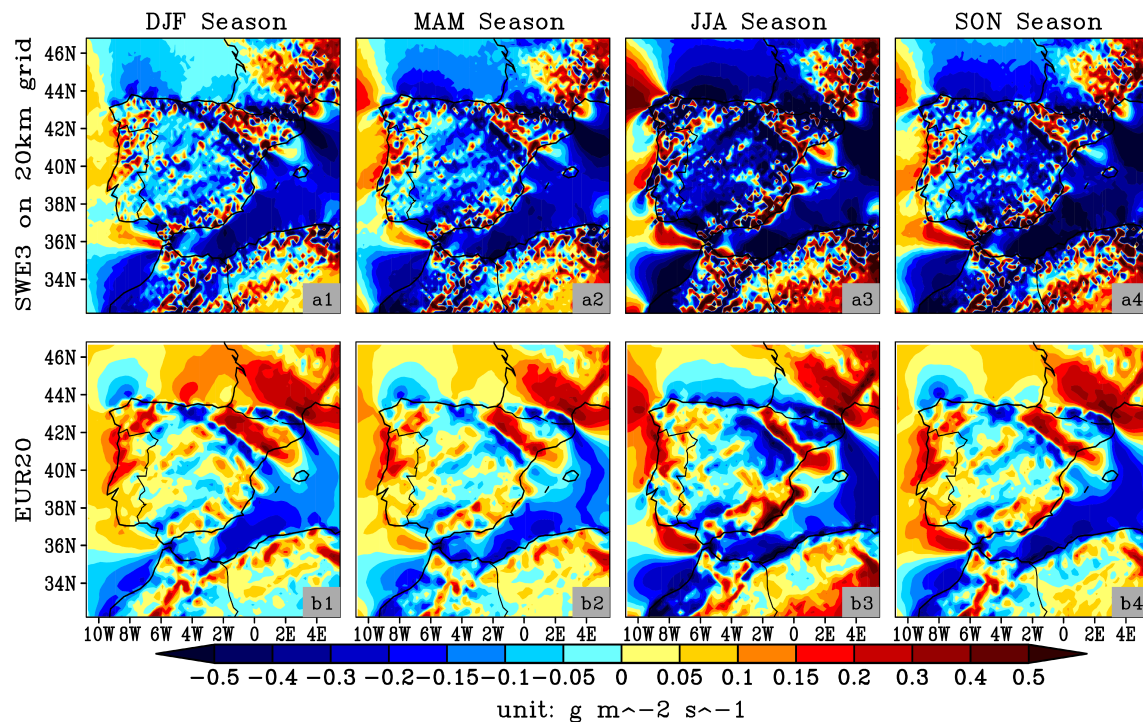 DJF Season MAM Season JJA Season SON Season
SWE3 on 20km grid
46N
44N
42N
40N
38N
36N
34N
a1 a2 a3 a4
EUR20
46N
44N
42N
40N
38N
36N
34N
b1 b2 b3 b4
10W 8W 6W 4W 2W 0 2E 4E 10W 8W 6W 4W 2W 0 2E 4E 10W 8W 6W 4W 2W 0 2E 4E 10W 8W 6W 4W 2W 0 2E 4E
-0.5 -0.4 -0.3 -0.2 -0.15 -0.1 -0.05 0 0.05 0.1 0.15 0.2 0.3 0.4 0.5
unit: g m^-2 s^-1